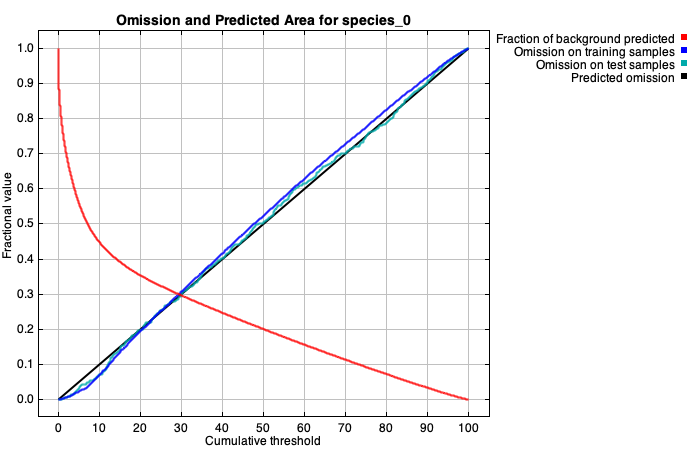 Omission and Predicted Area for species_0
Fraction of background predicted
Omission on training samples
Omission on test samples
Predicted omission
Fractional value
1.0
0.9
0.8
0.7
0.6
0.5
0.4
0.3
0.2
0.1
0.0
0 10 20 30 40 50 60 70 80 90 100
Cumulative threshold